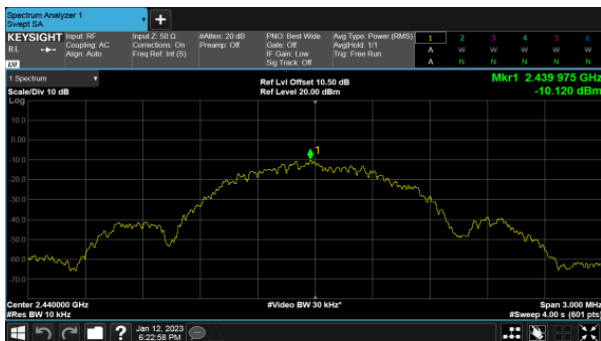 Spectrum Analyzer 1
Swept SA
+
KEYSIGHT Input: RF Input Z: 50 Ω #Atten: 20 dB PNO: Best Wide Avg Type: Power (RMS) 1 2 3 4 5 6
RL Coupling: AC Corrections: On Preamp: Off Gate: Off Avg|Hold: 1/1 A W W W W W
Align: Auto Freq Ref: Int (S) IF Gain: Low Trig: Free Run
LXI Sig Track: Off A N N N N N
1 Spectrum Ref Lvl Offset 10.50 dB Mkr1 2.439 975 GHz
Scale/Div 10 dB Ref Level 20.00 dBm -10.120 dBm
Log
10.0
0.00
-10.0
1
-20.0
-30.0
-40.0
-50.0
-60.0
-70.0
Center 2.440000 GHz #Video BW 30 kHz* Span 3.000 MHz
#Res BW 10 kHz #Sweep 4.00 s (601 pts)
? Jan 12, 2023
6:22:58 PM